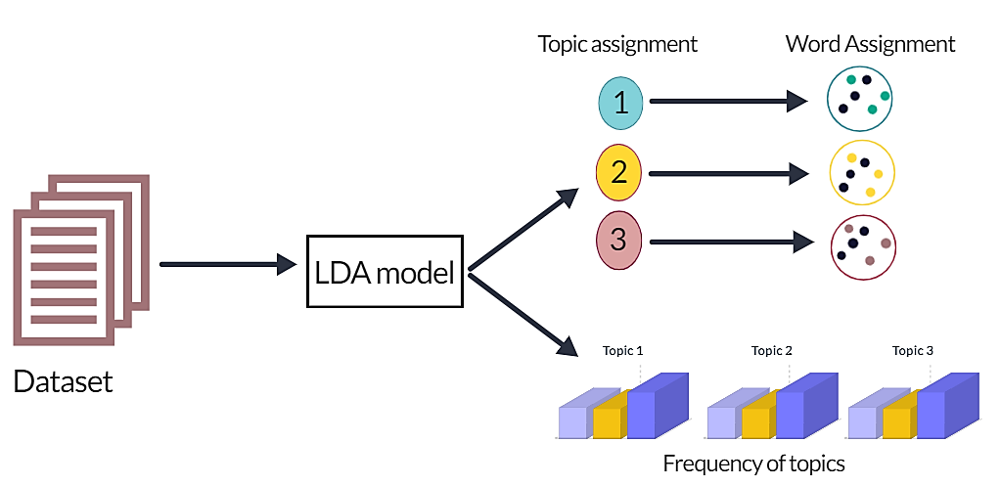 Topic assignment
Word Assignment
1
2
3
LDA model
Dataset
Topic 1
Topic 2
Topic 3
Frequency of topics